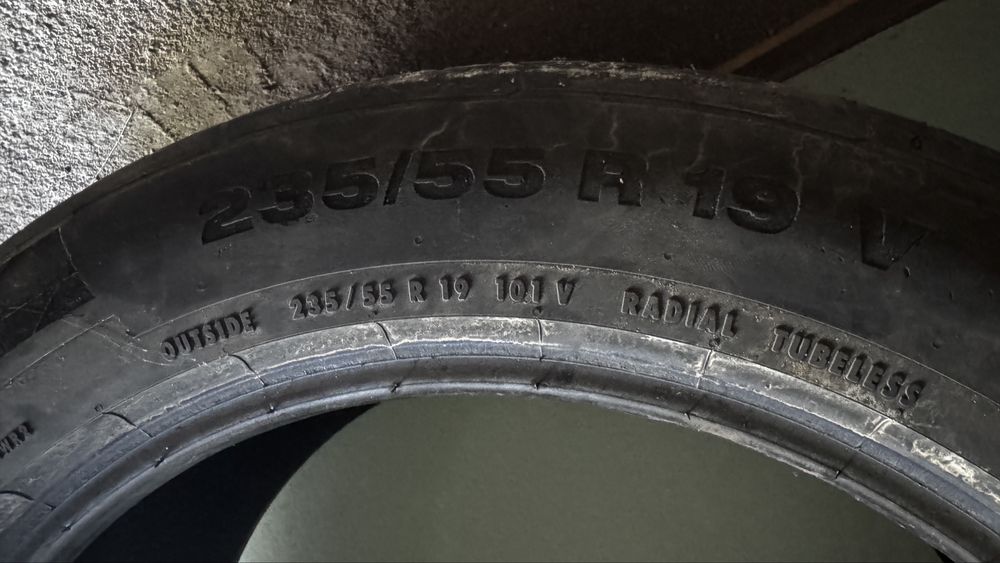 235/55 R 19 V
OUTSIDE 235/55 R 19 101 V RADIAL TUBELESS